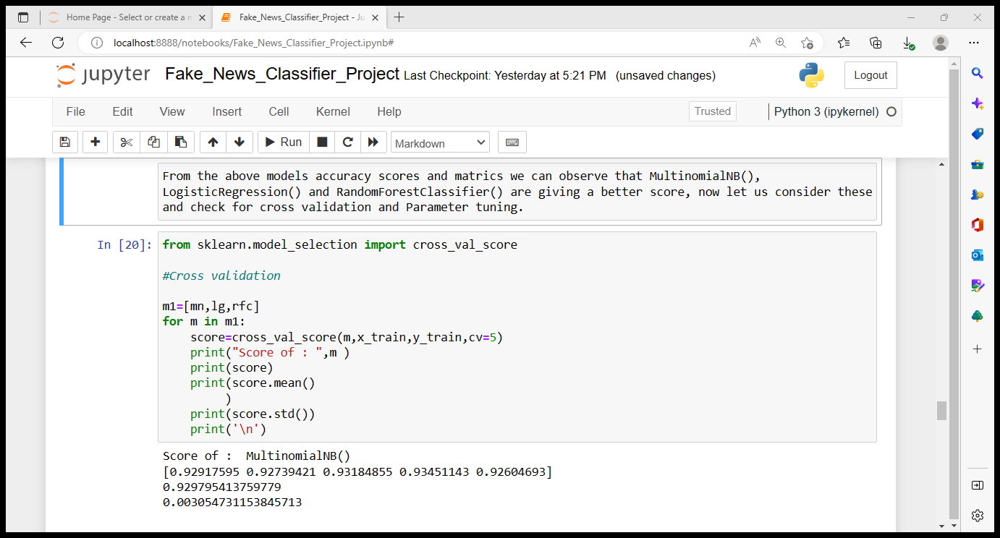 Home Page - Select or create a n
Fake_News_Classifier_Project - Ju
localhost:8888/notebooks/Fake_News_Classifier_Project.ipynb#
jupyter Fake_News_Classifier_Project Last Checkpoint: Yesterday at 5:21 PM (unsaved changes)
Logout
File Edit View Insert Cell Kernel Help
Trusted
Python 3 (ipykernel)
Run
Markdown
From the above models accuracy scores and matrics we can observe that MultinomialNB(),
LogisticRegression() and RandomForestClassifier() are giving a better score, now let us consider these
and check for cross validation and Parameter tuning.
In [20]:
from sklearn.model_selection import cross_val_score
#Cross validation
m1=[mn,lg,rfc]
for m in m1:
    score=cross_val_score(m,x_train,y_train,cv=5)
    print("Score of : ",m )
    print(score)
    print(score.mean()
         )
    print(score.std())
    print('\n')
Score of :  MultinomialNB()
[0.92917595 0.92739421 0.93184855 0.93451143 0.92604693]
0.929795413759779
0.003054731153845713